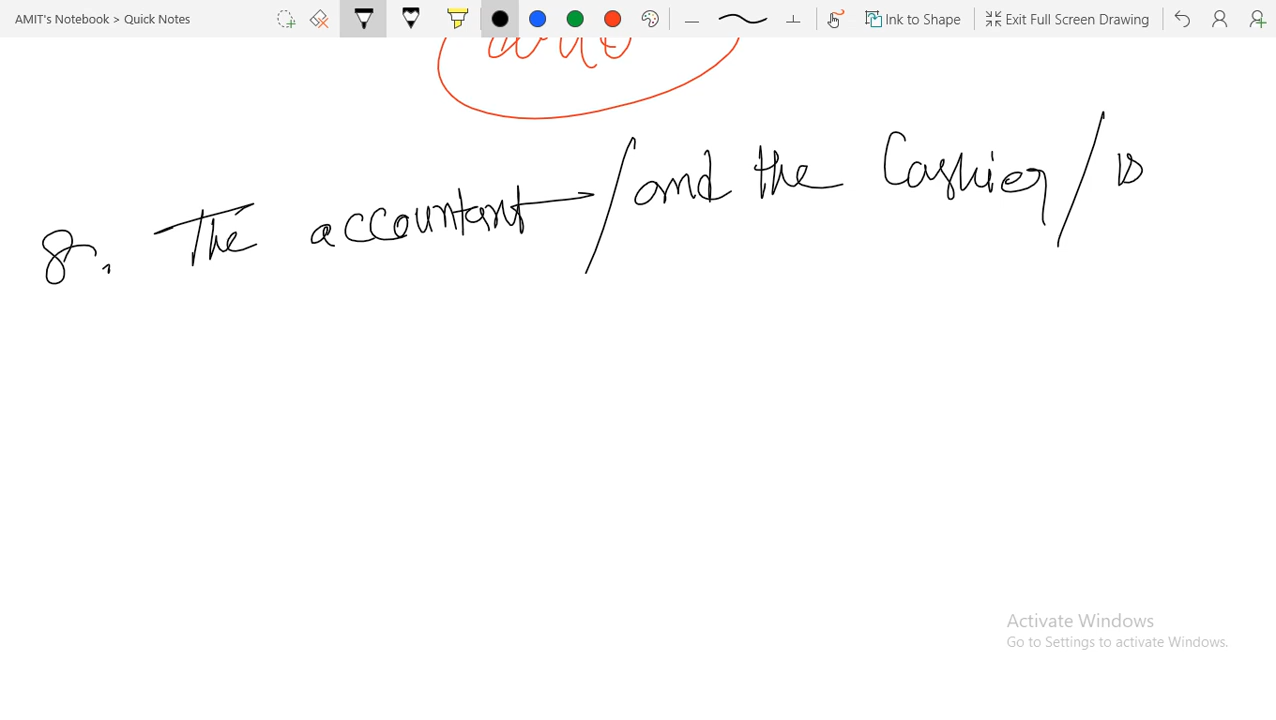 AMIT's Notebook > Quick Notes
Ink to Shape
Exit Full Screen Drawing
8. The accountant / and the Cashier / is
Activate Windows
Go to Settings to activate Windows.